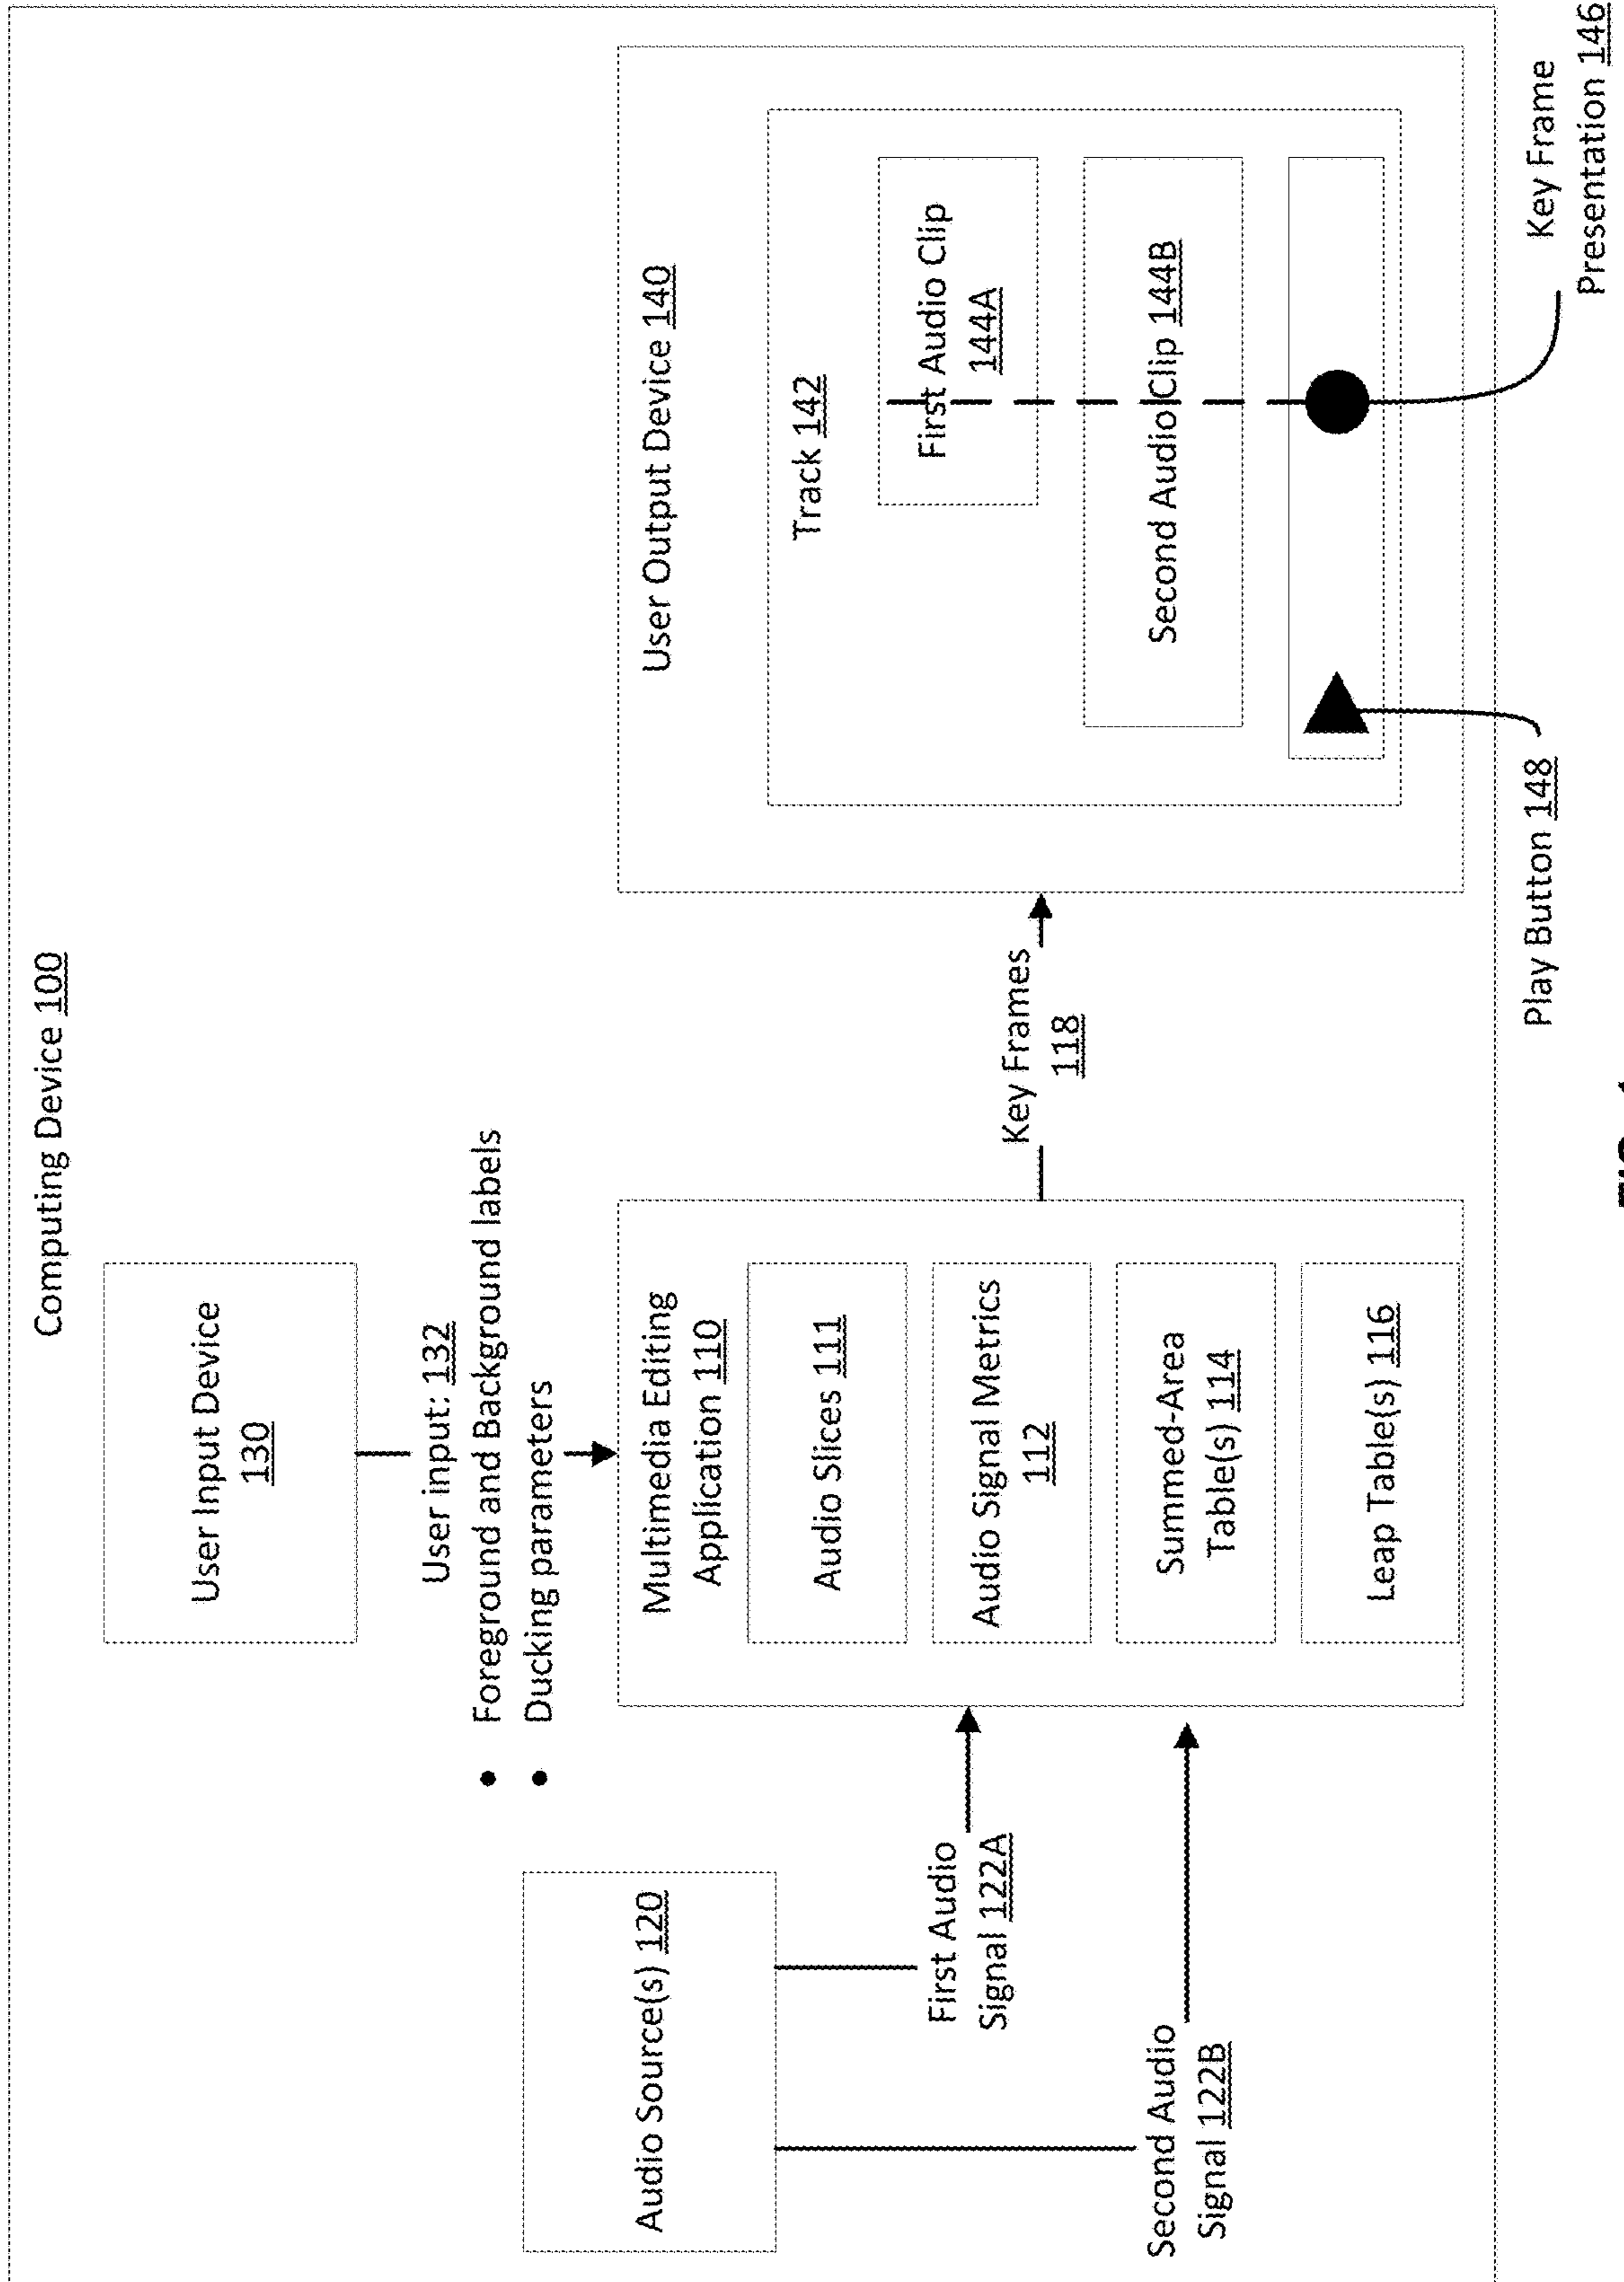 Computing Device 100
User Input Device
130
User input: 132
• Foreground and Background labels
• Ducking parameters
Audio Source(s) 120
First Audio
Signal 122A
Second Audio
Signal 122B
Multimedia Editing
Application 110
Audio Slices 111
Audio Signal Metrics
112
Summed-Area
Table(s) 114
Leap Table(s) 116
Key Frames
118
User Output Device 140
Track 142
First Audio Clip
144A
Second Audio Clip 144B
Play Button 148
Key Frame
Presentation 146